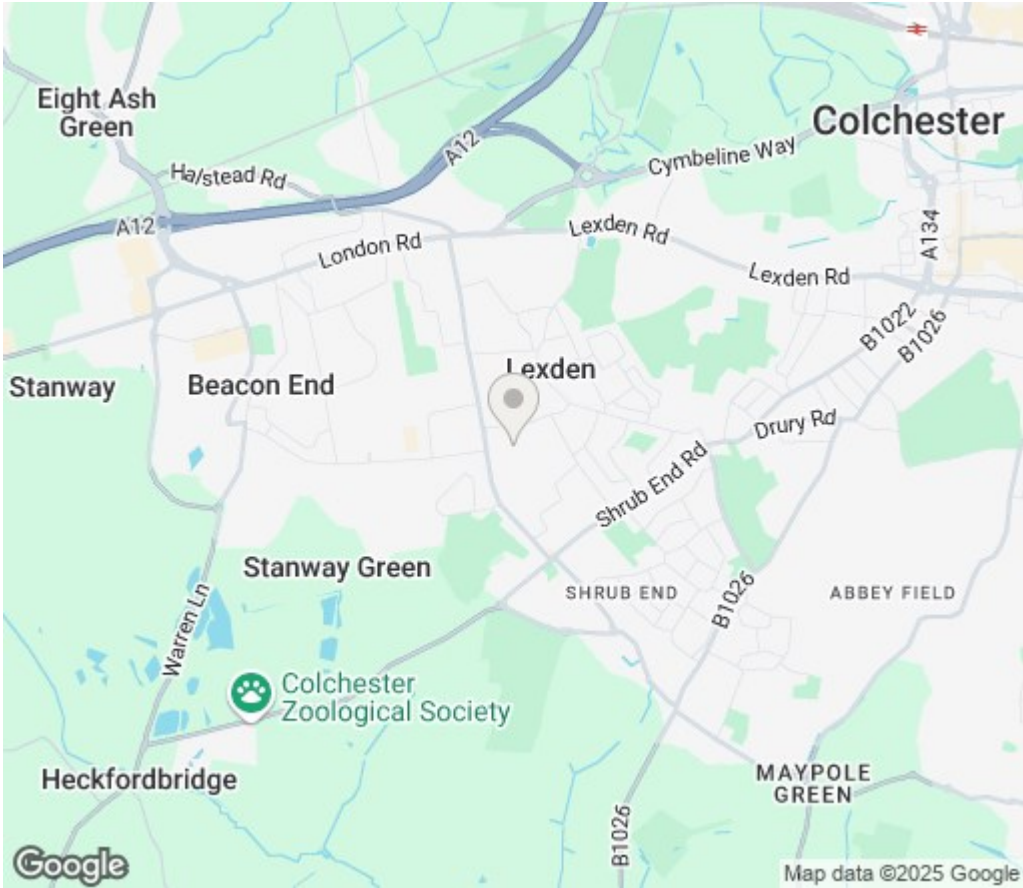 Eight Ash
Green
Colchester
A12
Cymbeline Way
Halstead Rd
A12
A134
London Rd
Lexden Rd
Lexden Rd
B1022
B1026
Lexden
Stanway
Beacon End
Drury Rd
Shrub End Rd
Stanway Green
SHRUB END
ABBEY FIELD
B1026
Warren Ln
Colchester
Zoological Society
Heckfordbridge
MAYPOLE
GREEN
B1026
Google
Map data ©2025 Google